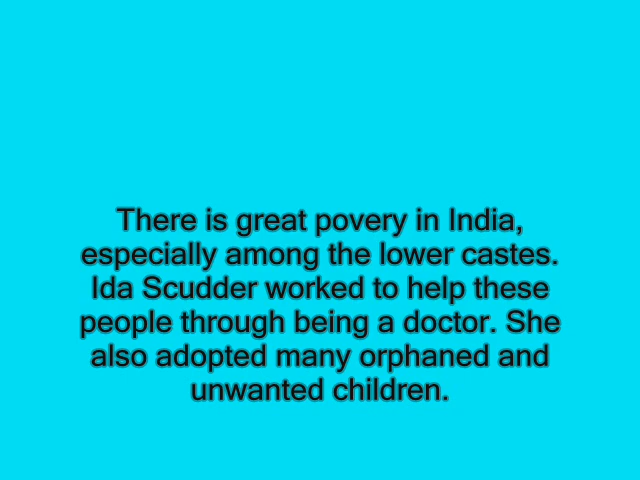 There is great povery in India,
especially among the lower castes.
Ida Scudder worked to help these
people through being a doctor. She
also adopted many orphaned and
unwanted children.